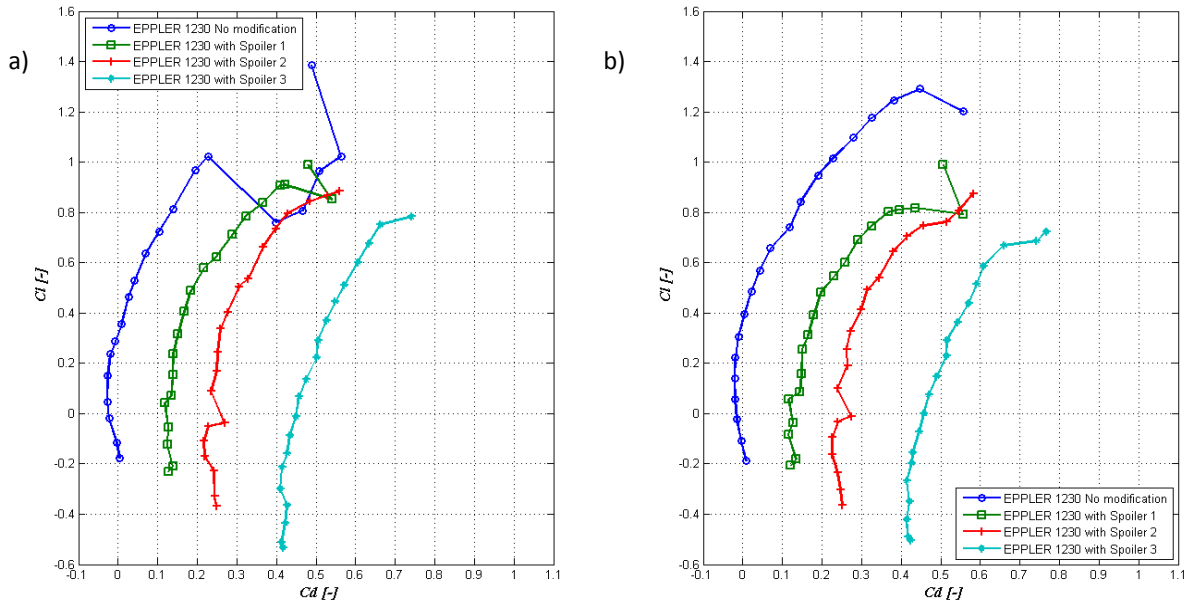 a)
1.6
1.4
1.2
1
0.8
0.6
0.4
0.2
0
-0.2
-0.4
-0.6
Cl [-]
EPPLER 1230 No modification
EPPLER 1230 with Spoiler 1
EPPLER 1230 with Spoiler 2
EPPLER 1230 with Spoiler 3
-0.1 0 0.1 0.2 0.3 0.4 0.5 0.6 0.7 0.8 0.9 1 1.1
Cd [-]
b)
1.6
1.4
1.2
1
0.8
0.6
0.4
0.2
0
-0.2
-0.4
-0.6
Cl [-]
EPPLER 1230 No modification
EPPLER 1230 with Spoiler 1
EPPLER 1230 with Spoiler 2
EPPLER 1230 with Spoiler 3
-0.1 0 0.1 0.2 0.3 0.4 0.5 0.6 0.7 0.8 0.9 1 1.1
Cd [-]